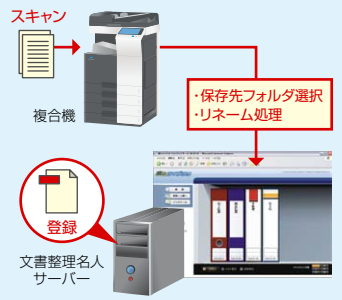 スキャン
複合機
・保存先フォルダ選択
・リネーム処理
登録
文書整理名人
サーバー